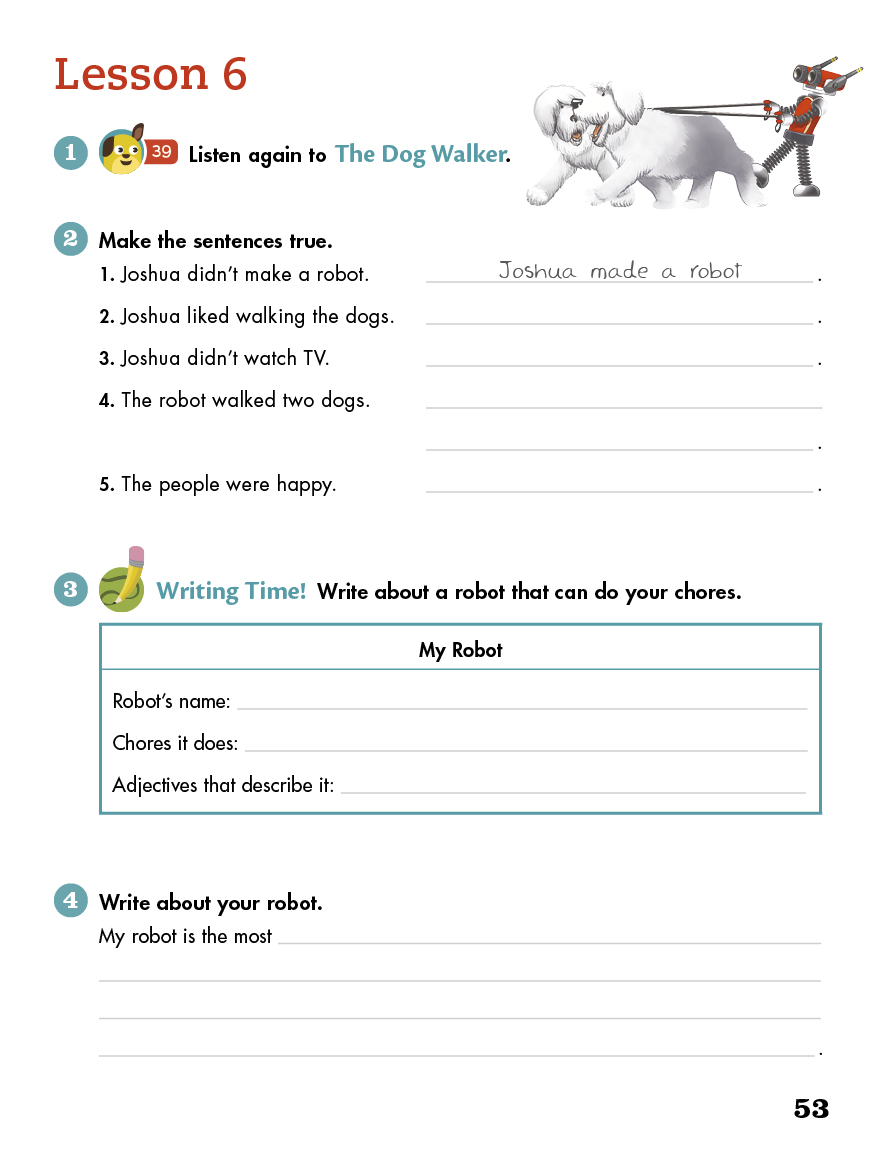 Lesson 6
1 39 Listen again to The Dog Walker.
2 Make the sentences true.
1. Joshua didn't make a robot. Joshua made a robot .
2. Joshua liked walking the dogs. .
3. Joshua didn't watch TV. .
4. The robot walked two dogs.
.
5. The people were happy. .
3 Writing Time! Write about a robot that can do your chores.
My Robot
Robot's name:
Chores it does:
Adjectives that describe it:
4 Write about your robot.
My robot is the most
.
53